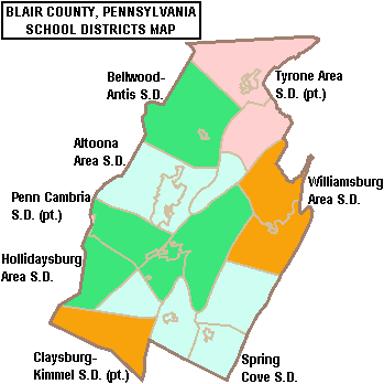 BLAIR COUNTY, PENNSYLVANIA
SCHOOL DISTRICTS MAP
Bellwood-
Antis S.D.
Tyrone Area
S.D. (pt.)
Altoona
Area S.D.
Williamsburg
Area S.D.
Penn Cambria
S.D. (pt.)
Hollidaysburg
Area S.D.
Claysburg-
Kimmel S.D. (pt.)
Spring
Cove S.D.